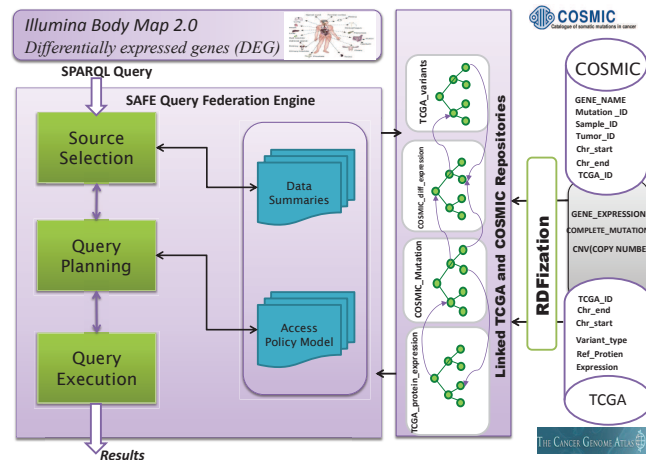 Illumina Body Map 2.0
Differentially expressed genes (DEG)
SPARQL Query
SAFE Query Federation Engine
Source
Selection
Query
Planning
Query
Execution
Results
Data
Summaries
Access
Policy Model
TCGA_variants
COSMIC_diff_expression
COSMIC_Mutation
TCGA_protein_expression
Linked TCGA and COSMIC Repositories
RDFization
COSMIC
Catalogue of somatic mutations in cancer
COSMIC
GENE_NAME
Mutation_ID
Sample_ID
Tumor_ID
Chr_start
Chr_end
TCGA_ID
GENE_EXPRESSION
COMPLETE_MUTATION
CNV(COPY NUMBE
TCGA_ID
Chr_end
Chr_start
Variant_type
Ref_Protien
Expression
TCGA
THE CANCER GENOME ATLAS